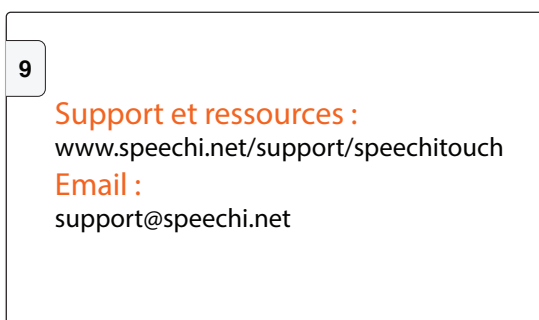 9
Support et ressources :
www.speechi.net/support/speechitouch
Email :
support@speechi.net